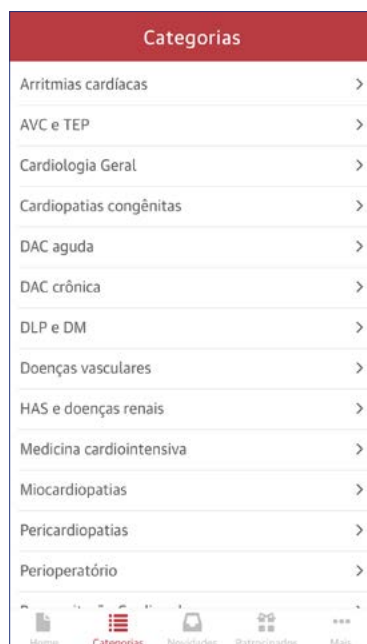 Categorias
Arritmias cardíacas
AVC e TEP
Cardiologia Geral
Cardiopatias congênitas
DAC aguda
DAC crônica
DLP e DM
Doenças vasculares
HAS e doenças renais
Medicina cardiointensiva
Miocardiopatias
Pericardiopatias
Perioperatório
Home Categorias Novidades Patrocinados Mais